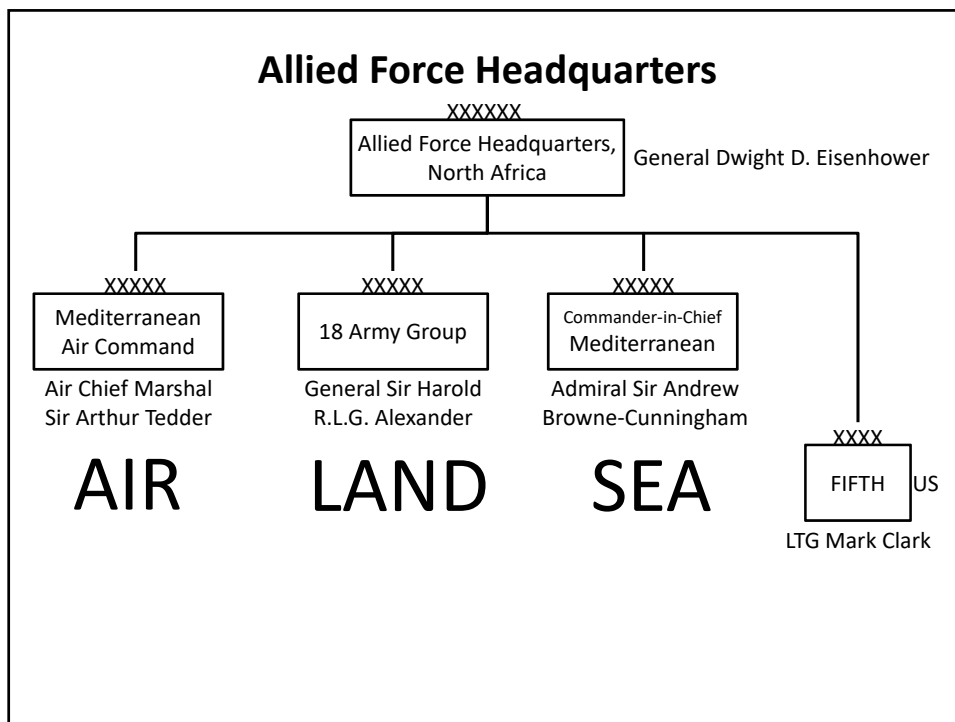 Allied Force Headquarters
XXXXXX
Allied Force Headquarters,
North Africa
General Dwight D. Eisenhower
XXXXX
Mediterranean
Air Command
Air Chief Marshal
Sir Arthur Tedder
AIR
XXXXX
18 Army Group
General Sir Harold
R.L.G. Alexander
LAND
XXXXX
Commander-in-Chief
Mediterranean
Admiral Sir Andrew
Browne-Cunningham
SEA
XXXX
FIFTH
US
LTG Mark Clark